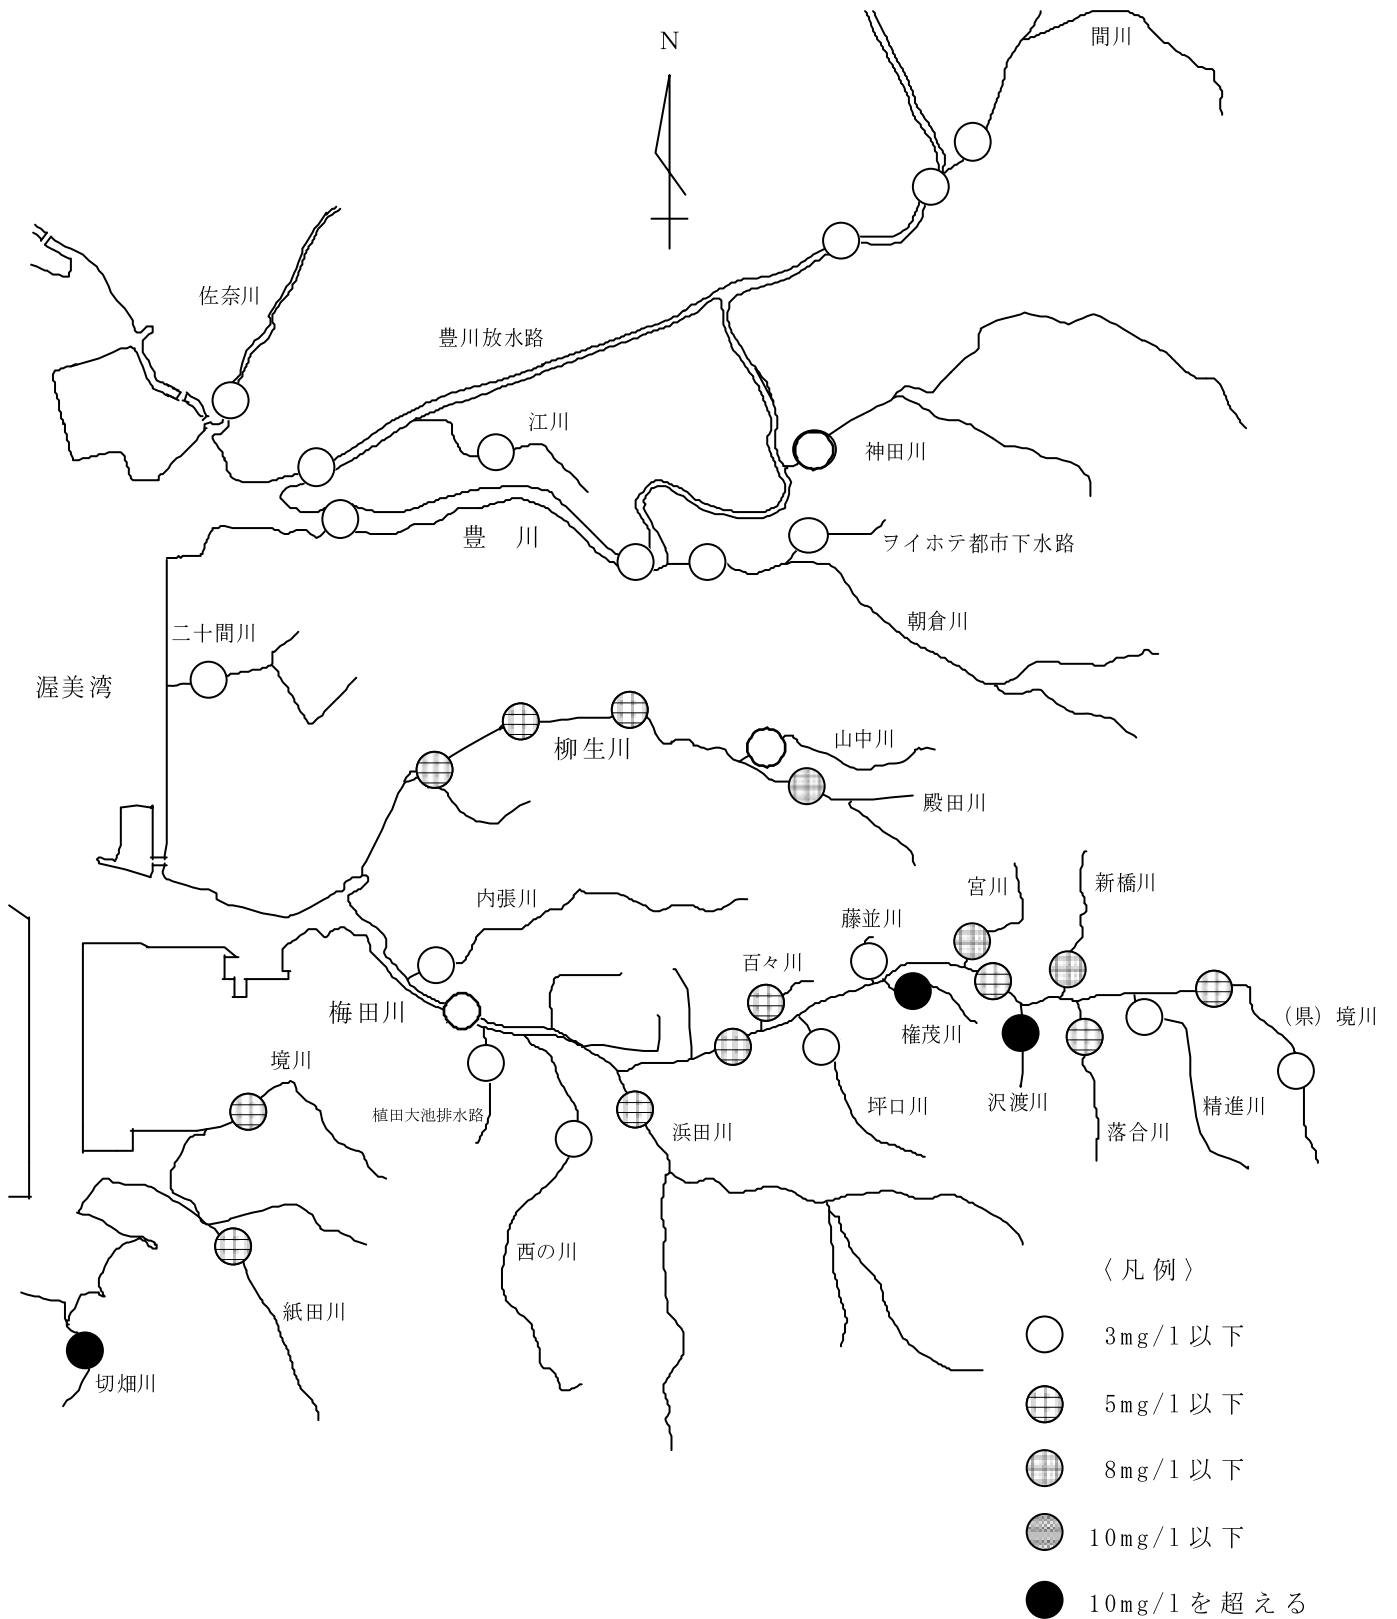 N
間川
佐奈川
豊川放水路
江川
神田川
豊川
ヲイホテ都市下水路
朝倉川
二十間川
渥美湾
山中川
柳生川
殿田川
新橋川
宮川
内張川
藤並川
百々川
梅田川
(県)境川
権茂川
境川
沢渡川
坪口川
精進川
植田大池排水路
浜田川
落合川
西の川
紙田川
切畑川
〈凡例〉
3mg/l以下
5mg/l以下
8mg/l以下
10mg/l以下
10mg/lを超える